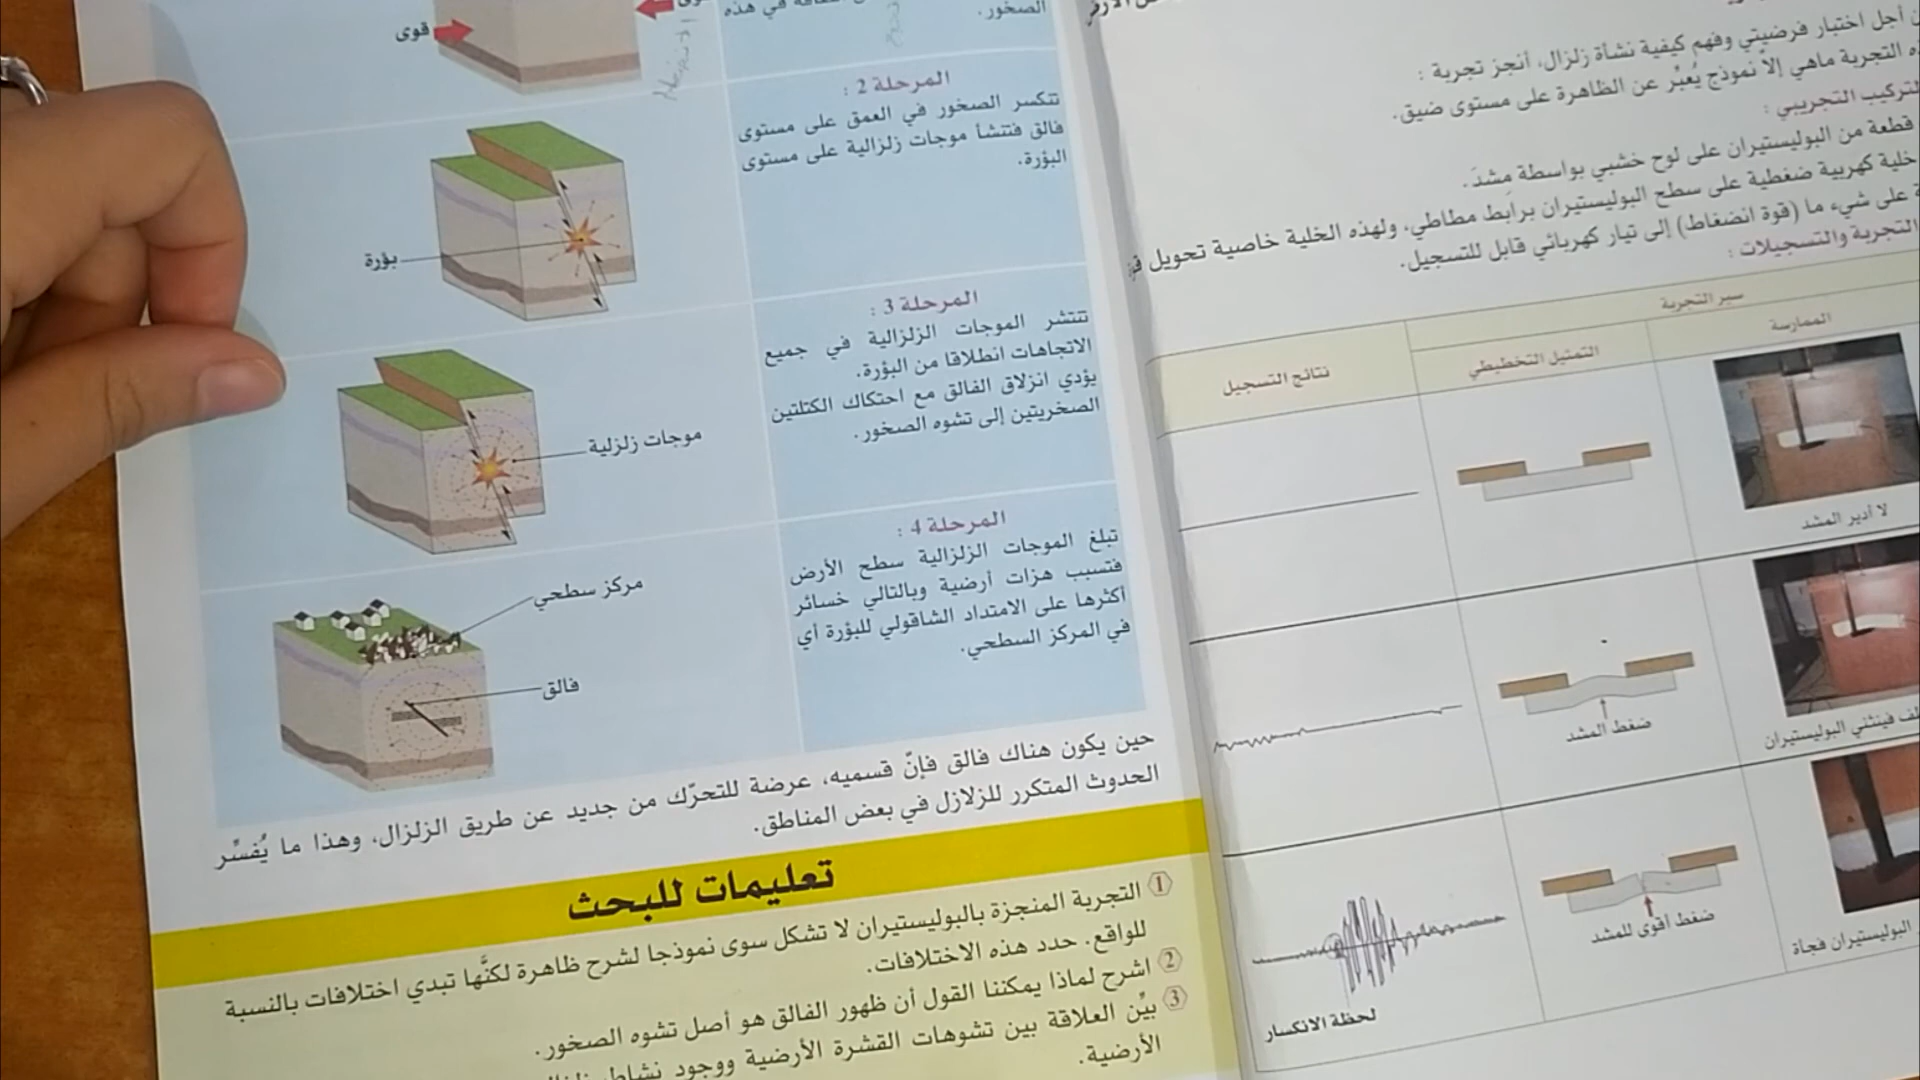 من أجل اختبار فرضيتي وفهم كيفية نشأة زلزال، أنجز تجربة :
التجربة ماهي إلا نموذج يُعبِّر عن الظاهرة على مستوى ضيق.
التركيب التجريبي :
قطعة من البوليستيران على لوح خشبي بواسطة مِشدّ.
خلية كهربية ضغطية على سطح البوليستيران برابط مطاطي، ولهذه الخلية خاصية تحويل
على شيء ما (قوة انضغاط) إلى تيار كهربائي قابل للتسجيل.
التجربة والتسجيلات :
سير التجربة
الممارسة
التمثيل التخطيطي
نتائج التسجيل
لا أدير المشد
ضغط المشد
فينثني البوليستيران
ضغط أقوى للمشد
البوليستيران فجأة
لحظة الانكسار
الصخور.
في هذه
قوى
المرحلة 2 :
تتكسر الصخور في العمق على مستوى
فالق فتنشأ موجات زلزالية على مستوى
البؤرة.
بؤرة
المرحلة 3 :
تنتشر الموجات الزلزالية في جميع
الاتجاهات انطلاقا من البؤرة.
يؤدي انزلاق الفالق مع احتكاك الكتلتين
الصخريتين إلى تشوه الصخور.
موجات زلزلية
المرحلة 4 :
تبلغ الموجات الزلزالية سطح الأرض
فتسبب هزات أرضية وبالتالي خسائر
أكثرها على الامتداد الشاقولي للبؤرة أي
في المركز السطحي.
مركز سطحي
فالق
حين يكون هناك فالق فإنّ قسميه، عرضة للتحرّك من جديد عن طريق الزلزال، وهذا ما يُفسِّر
الحدوث المتكرر للزلازل في بعض المناطق.
تعليمات للبحث
1 التجربة المنجزة بالبوليستيران لا تشكل سوى نموذجا لشرح ظاهرة لكنَّها تبدي اختلافات بالنسبة
للواقع. حدد هذه الاختلافات.
2 اشرح لماذا يمكننا القول أن ظهور الفالق هو أصل تشوه الصخور.
3 بيِّن العلاقة بين تشوهات القشرة الأرضية ووجود نشاط
الأرضية.